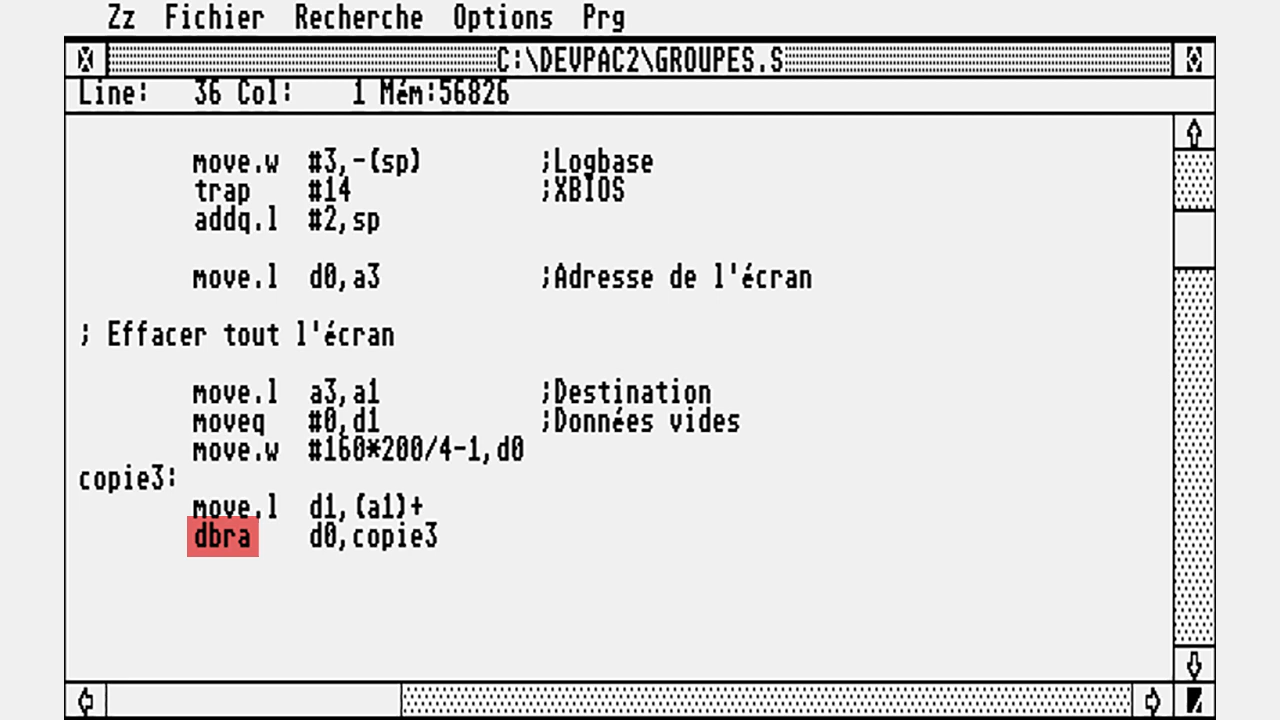 Zz Fichier Recherche Options Prg
C:\DEVPAC2\GROUPES.S
Line: 36 Col: 1 Mém:56826
move.w #3,-(sp) ;Logbase
trap #14 ;XBIOS
addq.l #2,sp
move.l d0,a3 ;Adresse de l'écran
; Effacer tout l'écran
move.l a3,a1 ;Destination
moveq #0,d1 ;Données vides
move.w #160*200/4-1,d0
copie3:
move.l d1,(a1)+
dbra d0,copie3